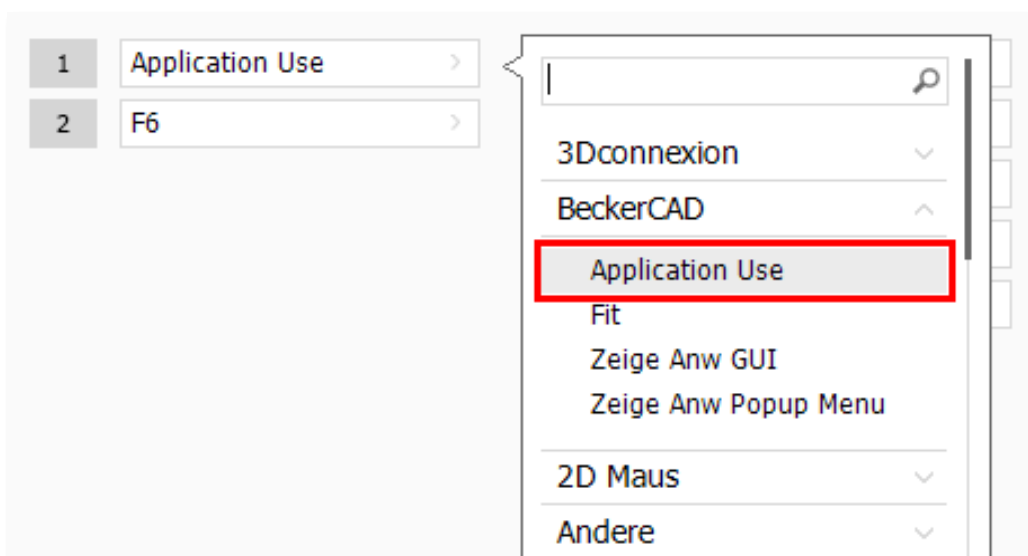 1 Application Use
2 F6
3Dconnexion
BeckerCAD
Application Use
Fit
Zeige Anw GUI
Zeige Anw Popup Menu
2D Maus
Andere